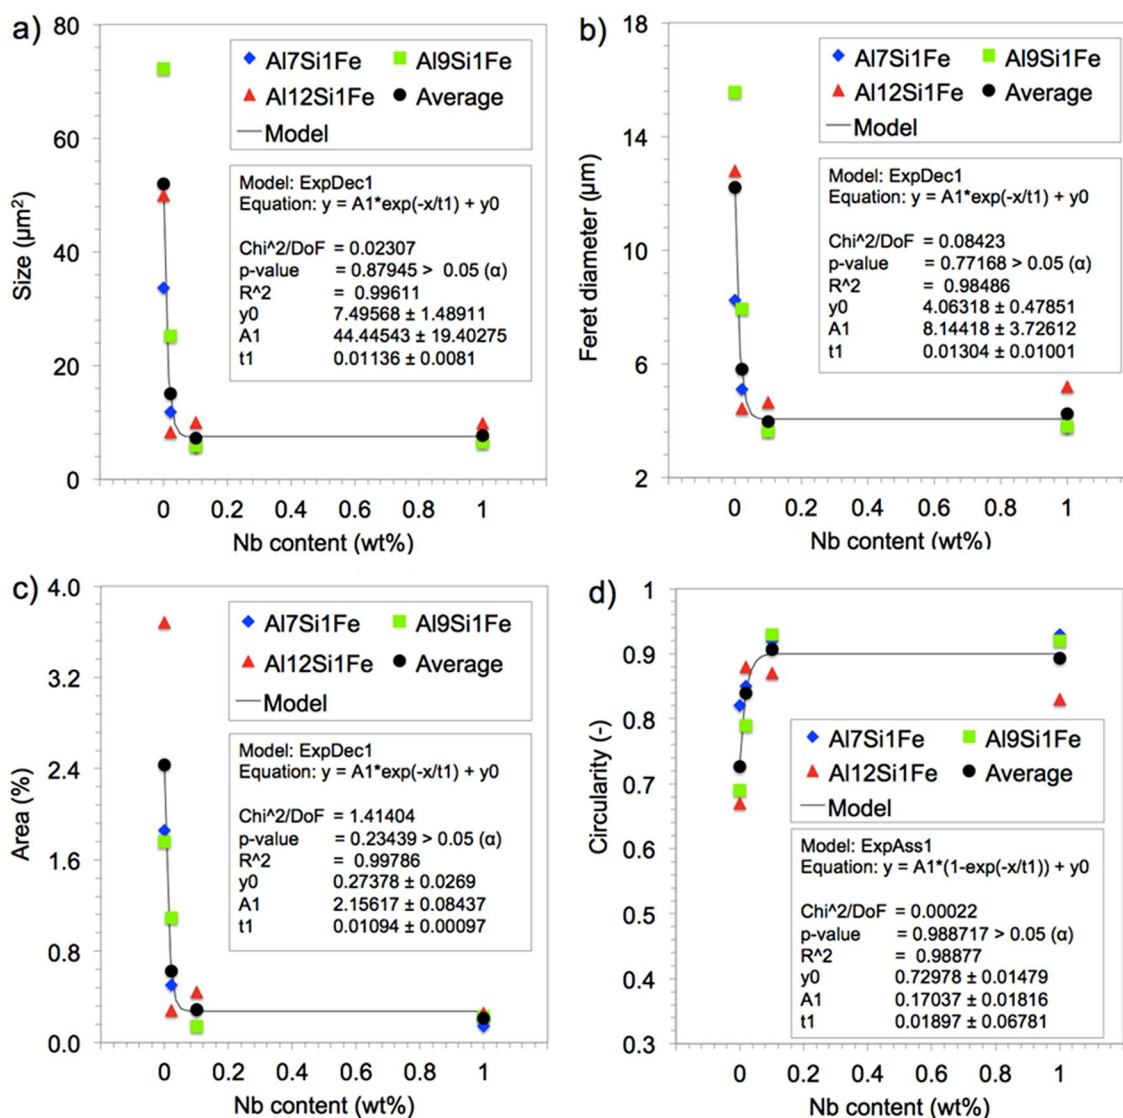 a)
80
60
40
20
0
Size (μm²)
Al7Si1Fe Al9Si1Fe
Al12Si1Fe Average
Model
Model: ExpDec1
Equation: y = A1*exp(-x/t1) + y0
Chi^2/DoF = 0.02307
p-value = 0.87945 > 0.05 (α)
R^2 = 0.99611
y0 7.49568 ± 1.48911
A1 44.44543 ± 19.40275
t1 0.01136 ± 0.0081
0 0.2 0.4 0.6 0.8 1
Nb content (wt%)
b)
18
14
10
6
2
Feret diameter (μm)
Al7Si1Fe Al9Si1Fe
Al12Si1Fe Average
Model
Model: ExpDec1
Equation: y = A1*exp(-x/t1) + y0
Chi^2/DoF = 0.08423
p-value = 0.77168 > 0.05 (α)
R^2 = 0.98486
y0 4.06318 ± 0.47851
A1 8.14418 ± 3.72612
t1 0.01304 ± 0.01001
0 0.2 0.4 0.6 0.8 1
Nb content (wt%)
c)
4.0
3.2
2.4
1.6
0.8
0.0
Area (%)
Al7Si1Fe Al9Si1Fe
Al12Si1Fe Average
Model
Model: ExpDec1
Equation: y = A1*exp(-x/t1) + y0
Chi^2/DoF = 1.41404
p-value = 0.23439 > 0.05 (α)
R^2 = 0.99786
y0 0.27378 ± 0.0269
A1 2.15617 ± 0.08437
t1 0.01094 ± 0.00097
0 0.2 0.4 0.6 0.8 1
Nb content (wt%)
d)
1
0.9
0.8
0.7
0.6
0.5
0.4
0.3
Circularity (-)
Al7Si1Fe Al9Si1Fe
Al12Si1Fe Average
Model
Model: ExpAss1
Equation: y = A1*(1-exp(-x/t1)) + y0
Chi^2/DoF = 0.00022
p-value = 0.988717 > 0.05 (α)
R^2 = 0.98877
y0 0.72978 ± 0.01479
A1 0.17037 ± 0.01816
t1 0.01897 ± 0.06781
0 0.2 0.4 0.6 0.8 1
Nb content (wt%)